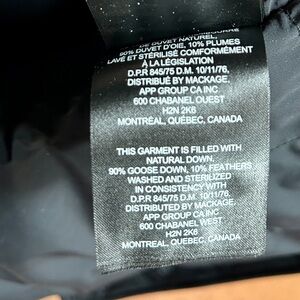 DE DUVET NATUREL,
90% DUVET D'OIE, 10% PLUMES
LAVÉ ET STÉRILISÉ CONFORMÉMENT
À LA LÉGISLATION
D.P.R 845/75 D.M. 10/11/76,
DISTRIBUÉ BY MACKAGE.
APP GROUP CA INC
600 CHABANEL OUEST
H2N 2K6
MONTRÉAL, QUÉBEC, CANADA
THIS GARMENT IS FILLED WITH
NATURAL DOWN.
90% GOOSE DOWN, 10% FEATHERS
WASHED AND STERILIZED
IN CONFORMITY WITH
D.P.R 845/75 D.M. 10/11/76.
DISTRIBUTED BY MACKAGE.
APP GROUP CA INC
600 CHABANEL WEST
H2N 2K6
MONTREAL, QUEBEC, CANADA